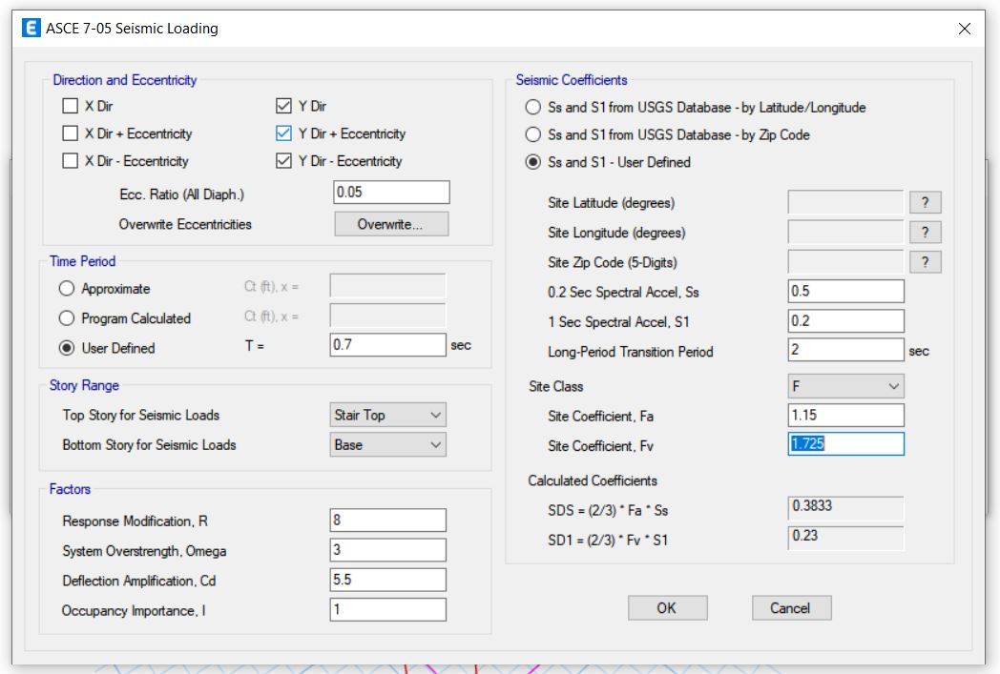 E ASCE 7-05 Seismic Loading
Direction and Eccentricity
X Dir
Y Dir
X Dir + Eccentricity
Y Dir + Eccentricity
X Dir - Eccentricity
Y Dir - Eccentricity
Ecc. Ratio (All Diaph.)
0.05
Overwrite Eccentricities
Overwrite...
Time Period
Approximate
Ct (ft), x =
Program Calculated
Ct (ft), x =
User Defined
T =
0.7
sec
Story Range
Top Story for Seismic Loads
Stair Top
Bottom Story for Seismic Loads
Base
Factors
Response Modification, R
8
System Overstrength, Omega
3
Deflection Amplification, Cd
5.5
Occupancy Importance, I
1
Seismic Coefficients
Ss and S1 from USGS Database - by Latitude/Longitude
Ss and S1 from USGS Database - by Zip Code
Ss and S1 - User Defined
Site Latitude (degrees)
?
Site Longitude (degrees)
?
Site Zip Code (5-Digits)
?
0.2 Sec Spectral Accel, Ss
0.5
1 Sec Spectral Accel, S1
0.2
Long-Period Transition Period
2
sec
Site Class
F
Site Coefficient, Fa
1.15
Site Coefficient, Fv
1.725
Calculated Coefficients
SDS = (2/3) * Fa * Ss
0.3833
SD1 = (2/3) * Fv * S1
0.23
OK
Cancel